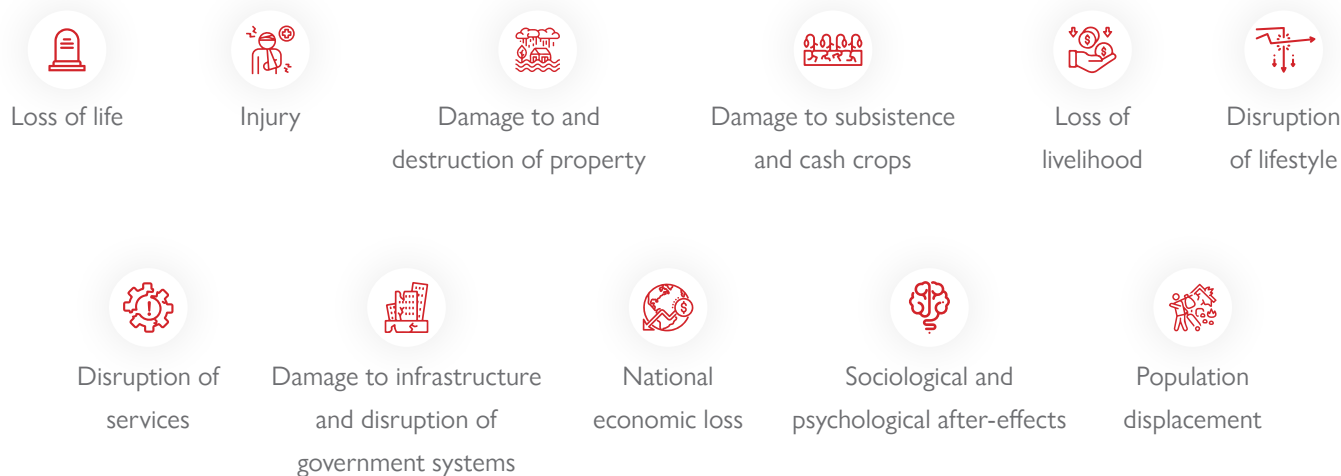 Loss of life
Injury
Damage to and
destruction of property
Damage to subsistence
and cash crops
Loss of
livelihood
Disruption
of lifestyle
Disruption of
services
Damage to infrastructure
and disruption of
government systems
National
economic loss
Sociological and
psychological after-effects
Population
displacement